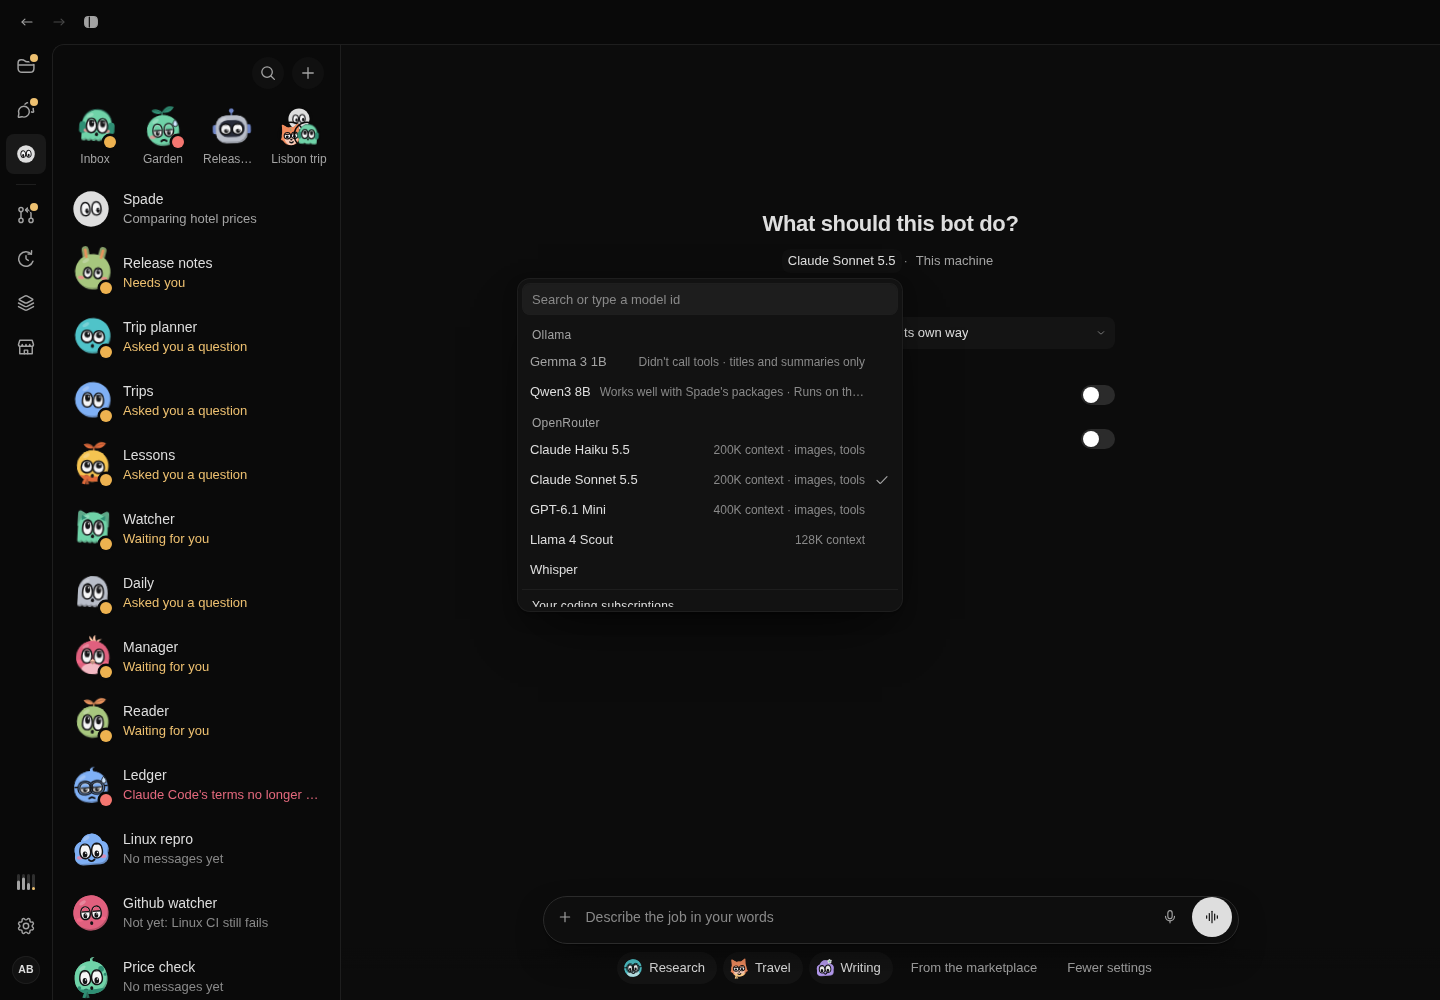 Inbox
Garden
Releas…
Lisbon trip
Spade
Comparing hotel prices
Release notes
Needs you
Trip planner
Asked you a question
Trips
Asked you a question
Lessons
Asked you a question
Watcher
Waiting for you
Daily
Asked you a question
Manager
Waiting for you
Reader
Waiting for you
Ledger
Claude Code's terms no longer …
Linux repro
No messages yet
Github watcher
Not yet: Linux CI still fails
Price check
No messages yet
AB
What should this bot do?
Claude Sonnet 5.5 · This machine
Search or type a model id
Ollama
Gemma 3 1B Didn't call tools · titles and summaries only
Qwen3 8B Works well with Spade's packages · Runs on th…
OpenRouter
Claude Haiku 5.5 200K context · images, tools
Claude Sonnet 5.5 200K context · images, tools
GPT-6.1 Mini 400K context · images, tools
Llama 4 Scout 128K context
Whisper
Your coding subscriptions
ts own way
Describe the job in your words
Research
Travel
Writing
From the marketplace
Fewer settings